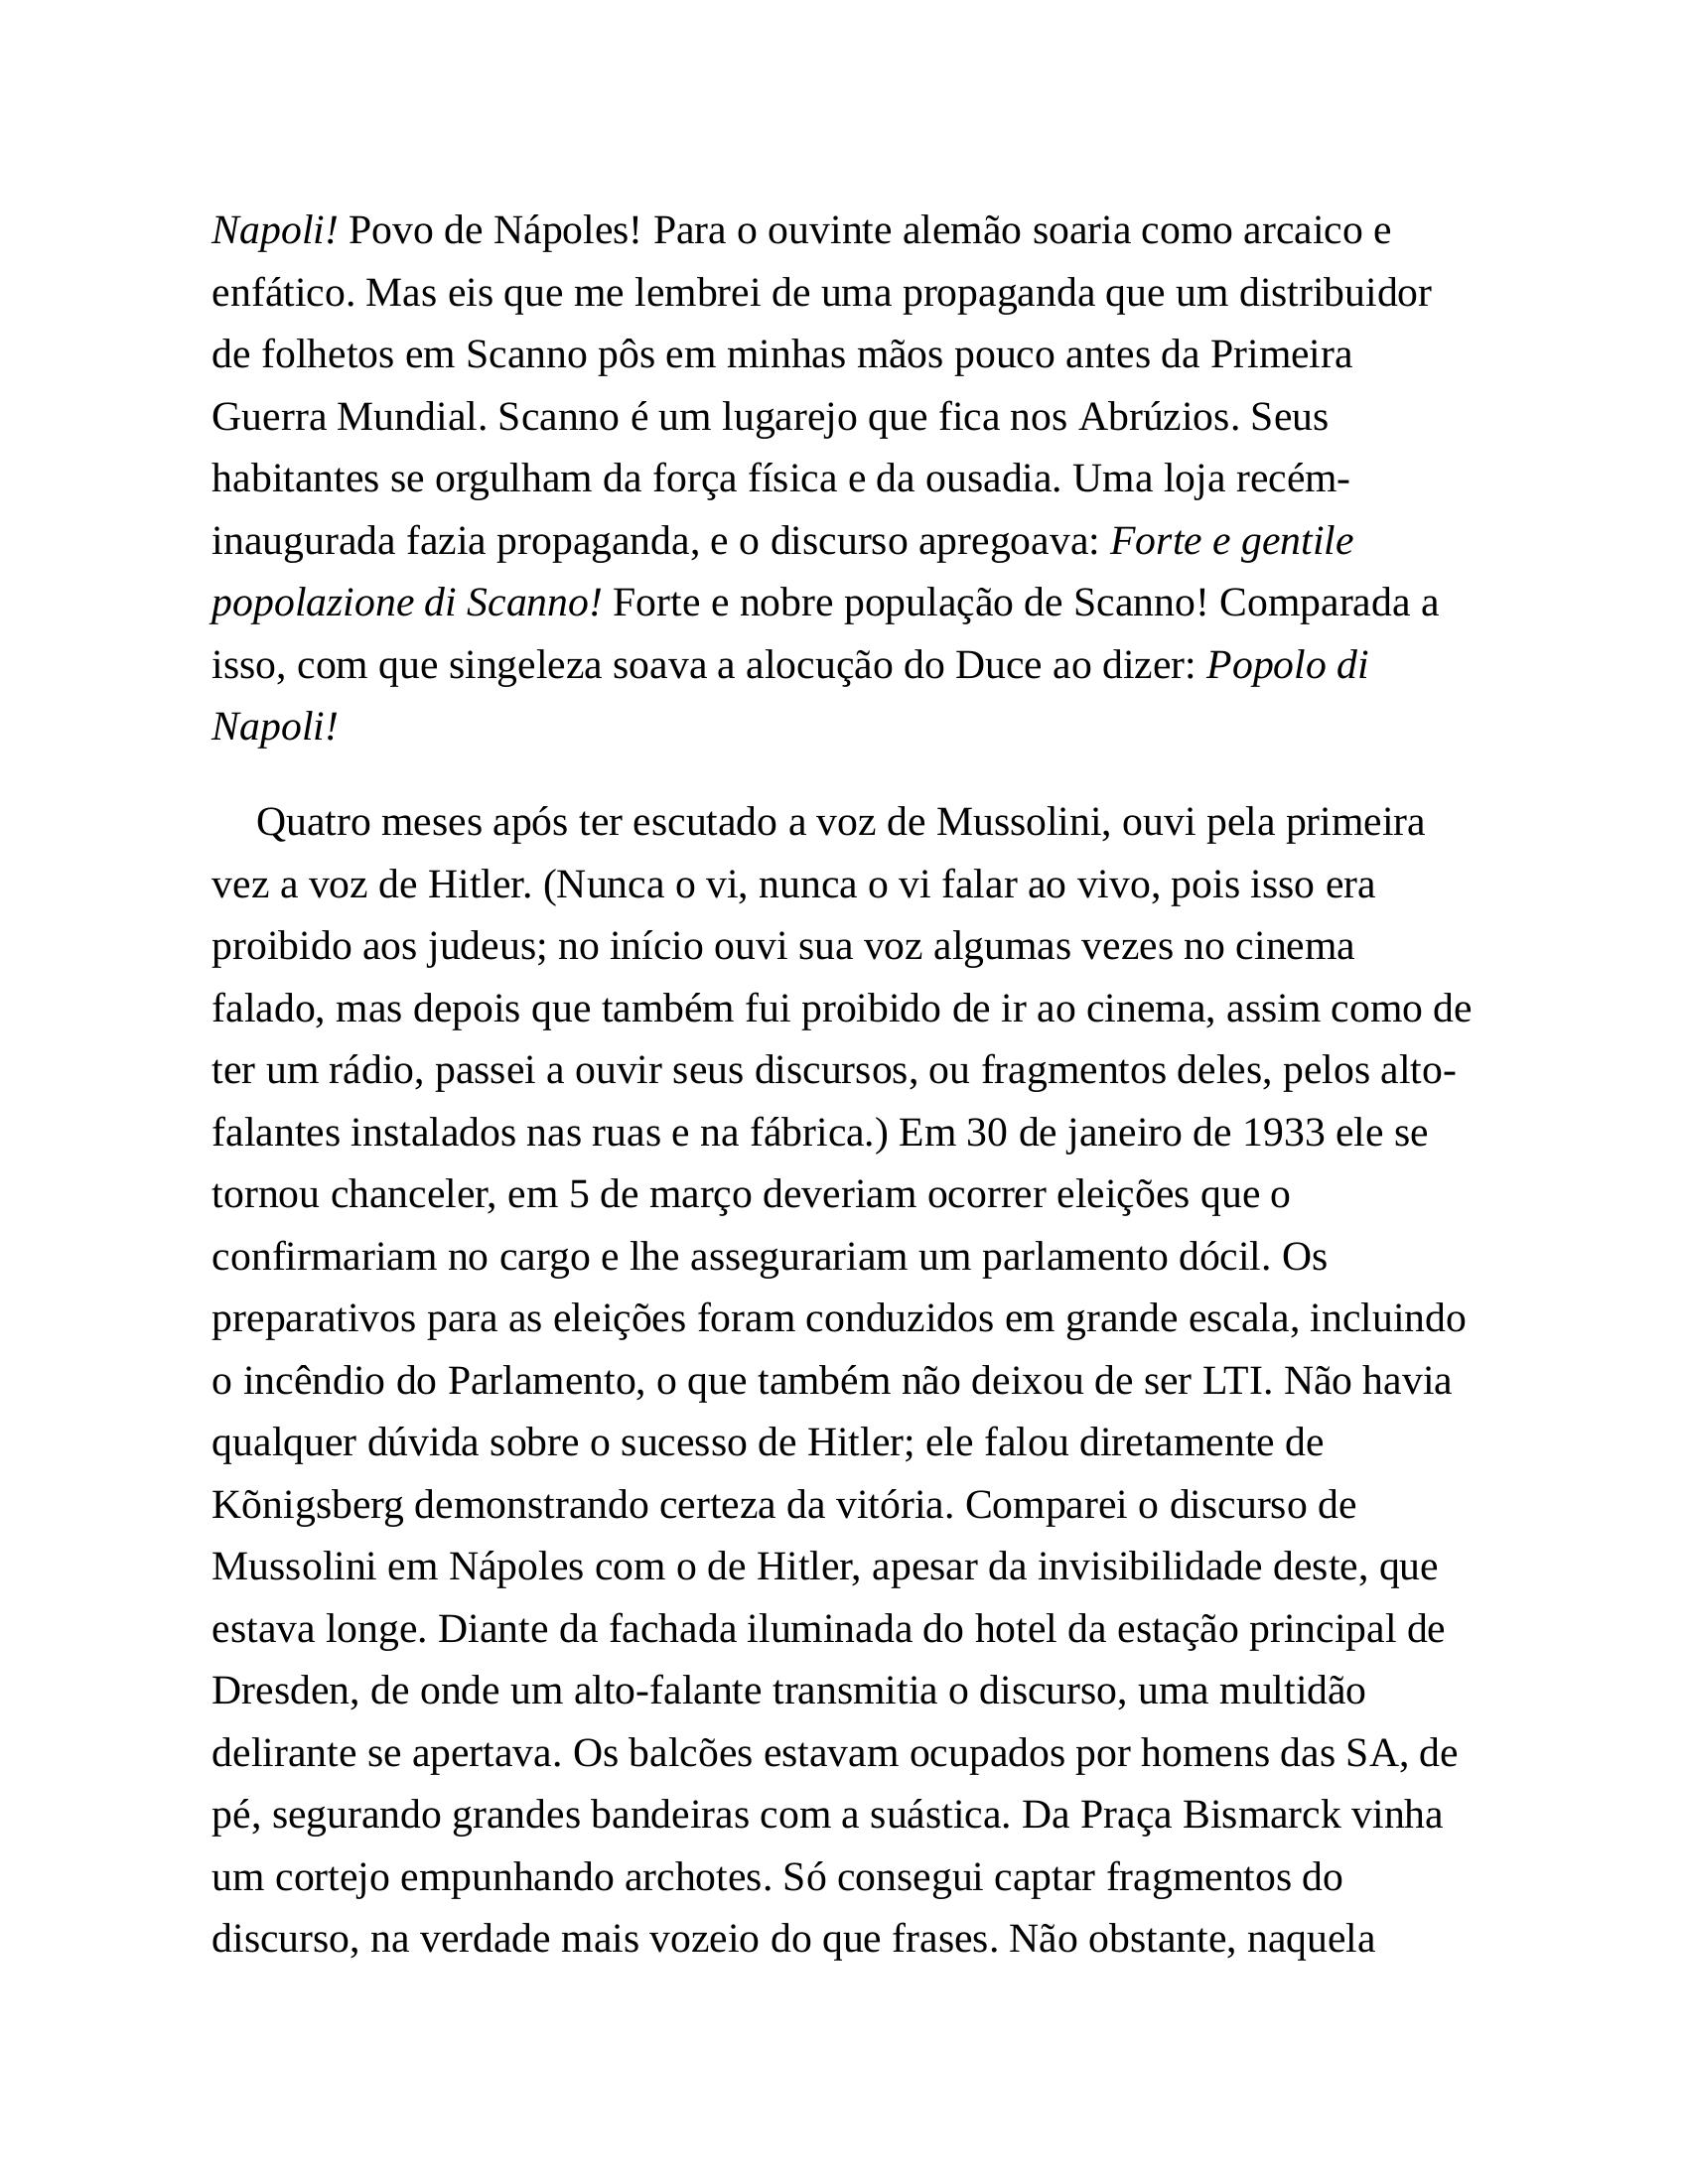 Napoli! Povo de Nápoles! Para o ouvinte alemão soaria como arcaico e
enfático. Mas eis que me lembrei de uma propaganda que um distribuidor
de folhetos em Scanno pôs em minhas mãos pouco antes da Primeira
Guerra Mundial. Scanno é um lugarejo que fica nos Abrúzios. Seus
habitantes se orgulham da força física e da ousadia. Uma loja recém-
inaugurada fazia propaganda, e o discurso apregoava: Forte e gentile
popolazione di Scanno! Forte e nobre população de Scanno! Comparada a
isso, com que singeleza soava a alocução do Duce ao dizer: Popolo di
Napoli!
Quatro meses após ter escutado a voz de Mussolini, ouvi pela primeira
vez a voz de Hitler. (Nunca o vi, nunca o vi falar ao vivo, pois isso era
proibido aos judeus; no início ouvi sua voz algumas vezes no cinema
falado, mas depois que também fui proibido de ir ao cinema, assim como de
ter um rádio, passei a ouvir seus discursos, ou fragmentos deles, pelos alto-
falantes instalados nas ruas e na fábrica.) Em 30 de janeiro de 1933 ele se
tornou chanceler, em 5 de março deveriam ocorrer eleições que o
confirmariam no cargo e lhe assegurariam um parlamento dócil. Os
preparativos para as eleições foram conduzidos em grande escala, incluindo
o incêndio do Parlamento, o que também não deixou de ser LTI. Não havia
qualquer dúvida sobre o sucesso de Hitler; ele falou diretamente de
Kõnigsberg demonstrando certeza da vitória. Comparei o discurso de
Mussolini em Nápoles com o de Hitler, apesar da invisibilidade deste, que
estava longe. Diante da fachada iluminada do hotel da estação principal de
Dresden, de onde um alto-falante transmitia o discurso, uma multidão
delirante se apertava. Os balcões estavam ocupados por homens das SA, de
pé, segurando grandes bandeiras com a suástica. Da Praça Bismarck vinha
um cortejo empunhando archotes. Só consegui captar fragmentos do
discurso, na verdade mais vozeio do que frases. Não obstante, naquela